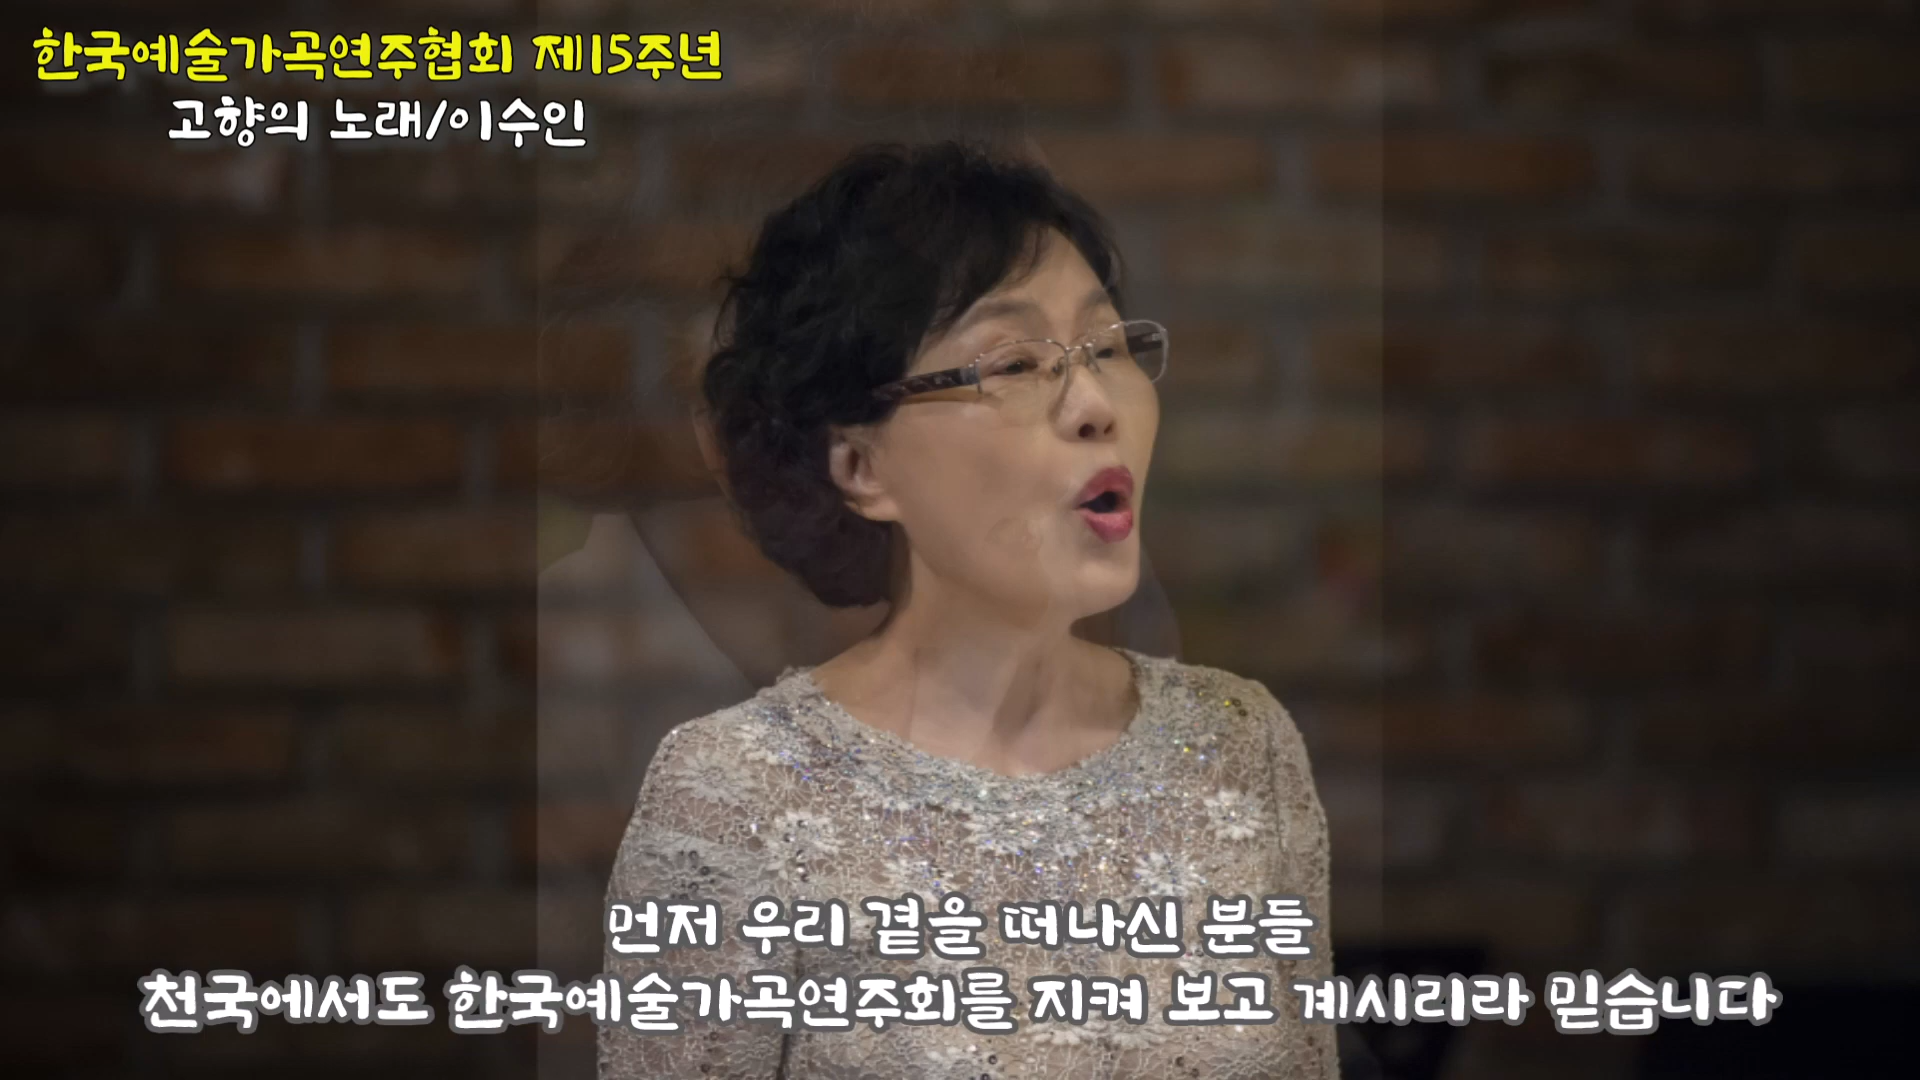 한국예술가곡연주협회 제15주년
고향의 노래/이수인
먼저 우리 곁을 떠나신 분들
천국에서도 한국예술가곡연주회를 지켜 보고 계시리라 믿습니다